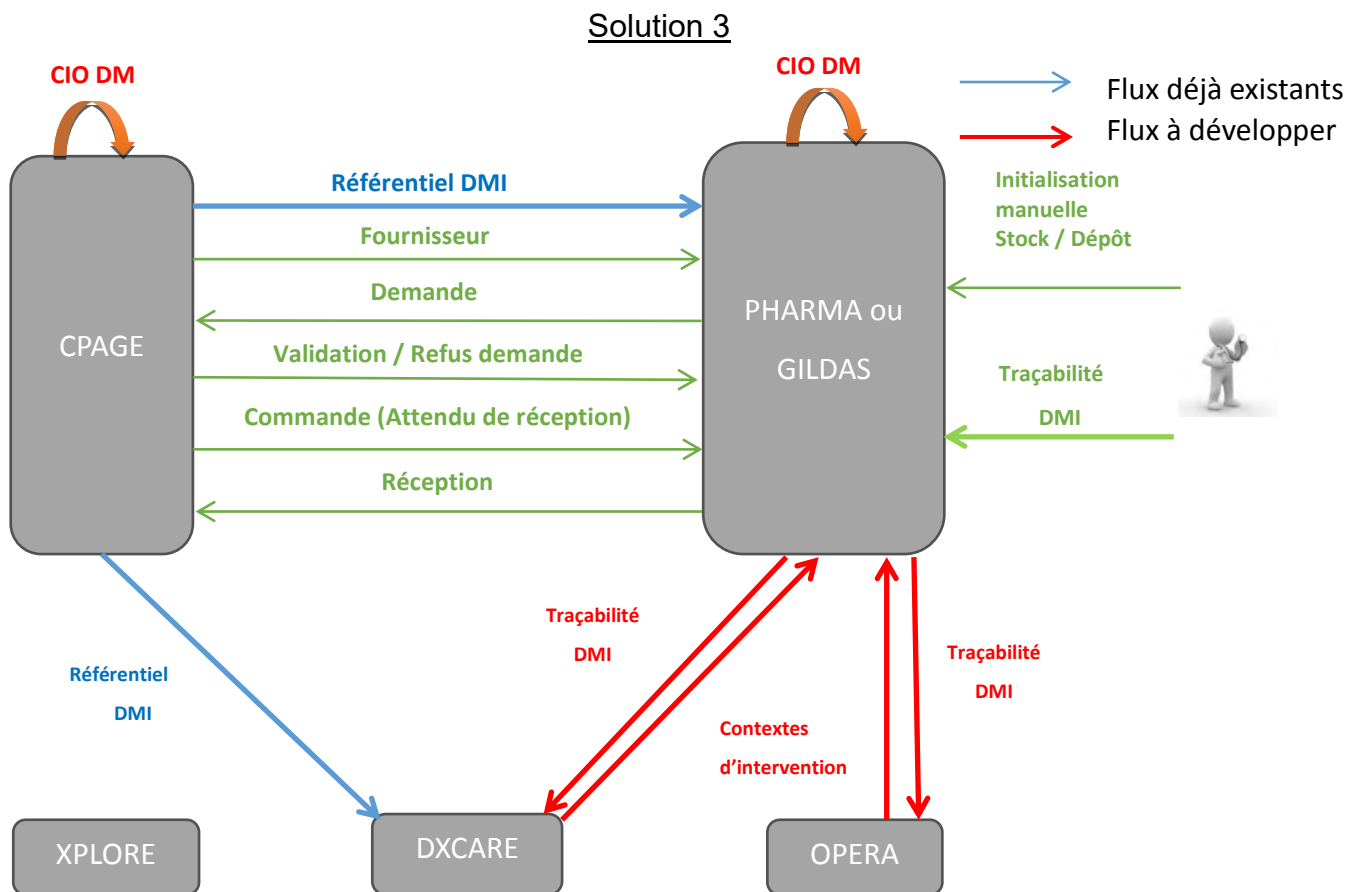 Solution 3
CIO DM
CIO DM
Flux déjà existants
Flux à développer
Référentiel DMI
Fournisseur
Demande
Validation / Refus demande
Commande (Attendu de réception)
Réception
CPAGE
PHARMA ou
GILDAS
Initialisation
manuelle
Stock / Dépôt
Traçabilité
DMI
Référentiel
DMI
Traçabilité
DMI
Contextes
d’intervention
Traçabilité
DMI
XPLORE
DXCARE
OPERA